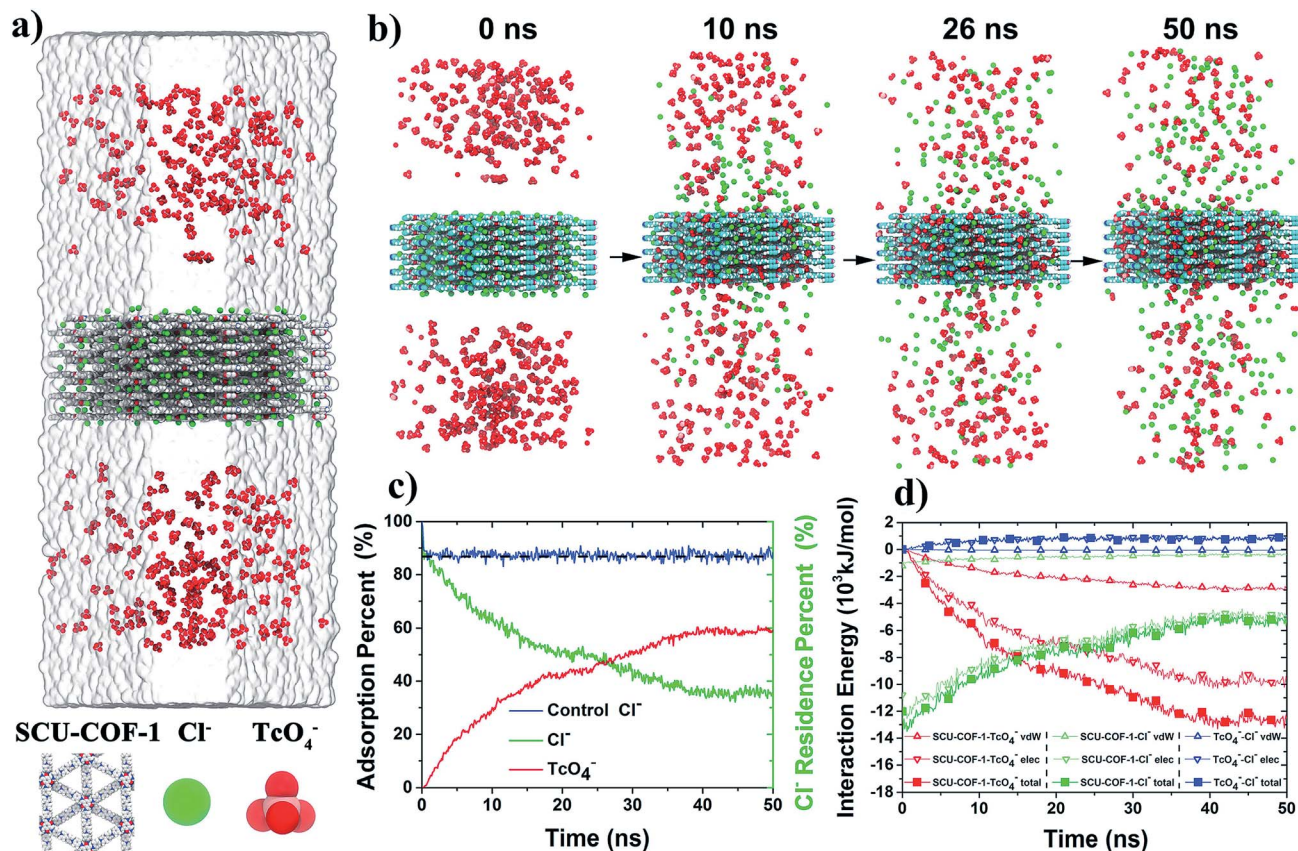 a)
SCU-COF-1 Cl⁻ TcO₄⁻
b)
0 ns 10 ns 26 ns 50 ns
c)
Adsorption Percent (%)
100
80
60
40
20
0
Control Cl⁻
Cl⁻
TcO₄⁻
0 10 20 30 40 50
Time (ns)
Cl⁻ Residence Percent (%)
d)
Interaction Energy (10³kJ/mol)
2
0
-2
-4
-6
-8
-10
-12
-14
-16
-18
SCU-COF-1-TcO₄⁻ vdW SCU-COF-1-Cl⁻ vdW TcO₄⁻-Cl⁻ vdW
SCU-COF-1-TcO₄⁻ elec SCU-COF-1-Cl⁻ elec TcO₄⁻-Cl⁻ elec
SCU-COF-1-TcO₄⁻ total SCU-COF-1-Cl⁻ total TcO₄⁻-Cl⁻ total
0 10 20 30 40 50
Time (ns)